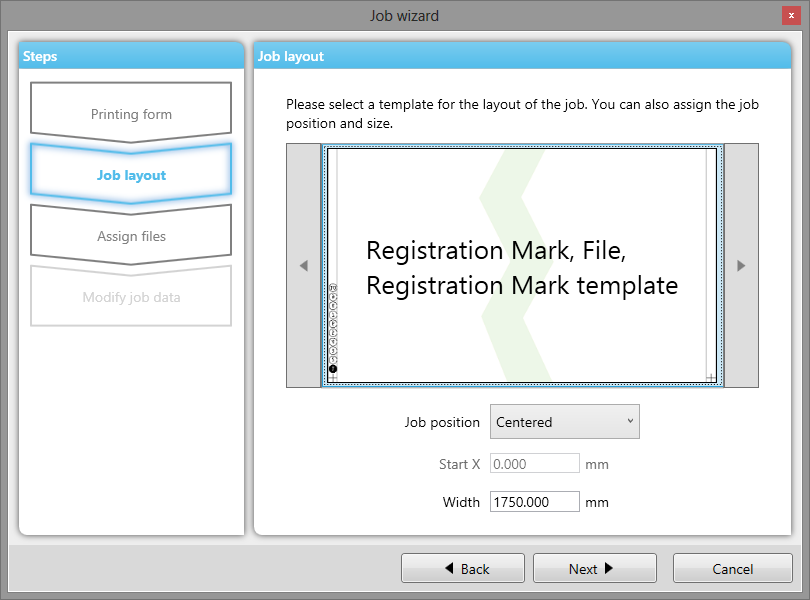 Job wizard
Steps
Printing form
Job layout
Assign files
Modify job data
Job layout
Please select a template for the layout of the job. You can also assign the job
position and size.
Registration Mark, File,
Registration Mark template
Job position Centered
Start X 0.000 mm
Width 1750.000 mm
Back
Next
Cancel